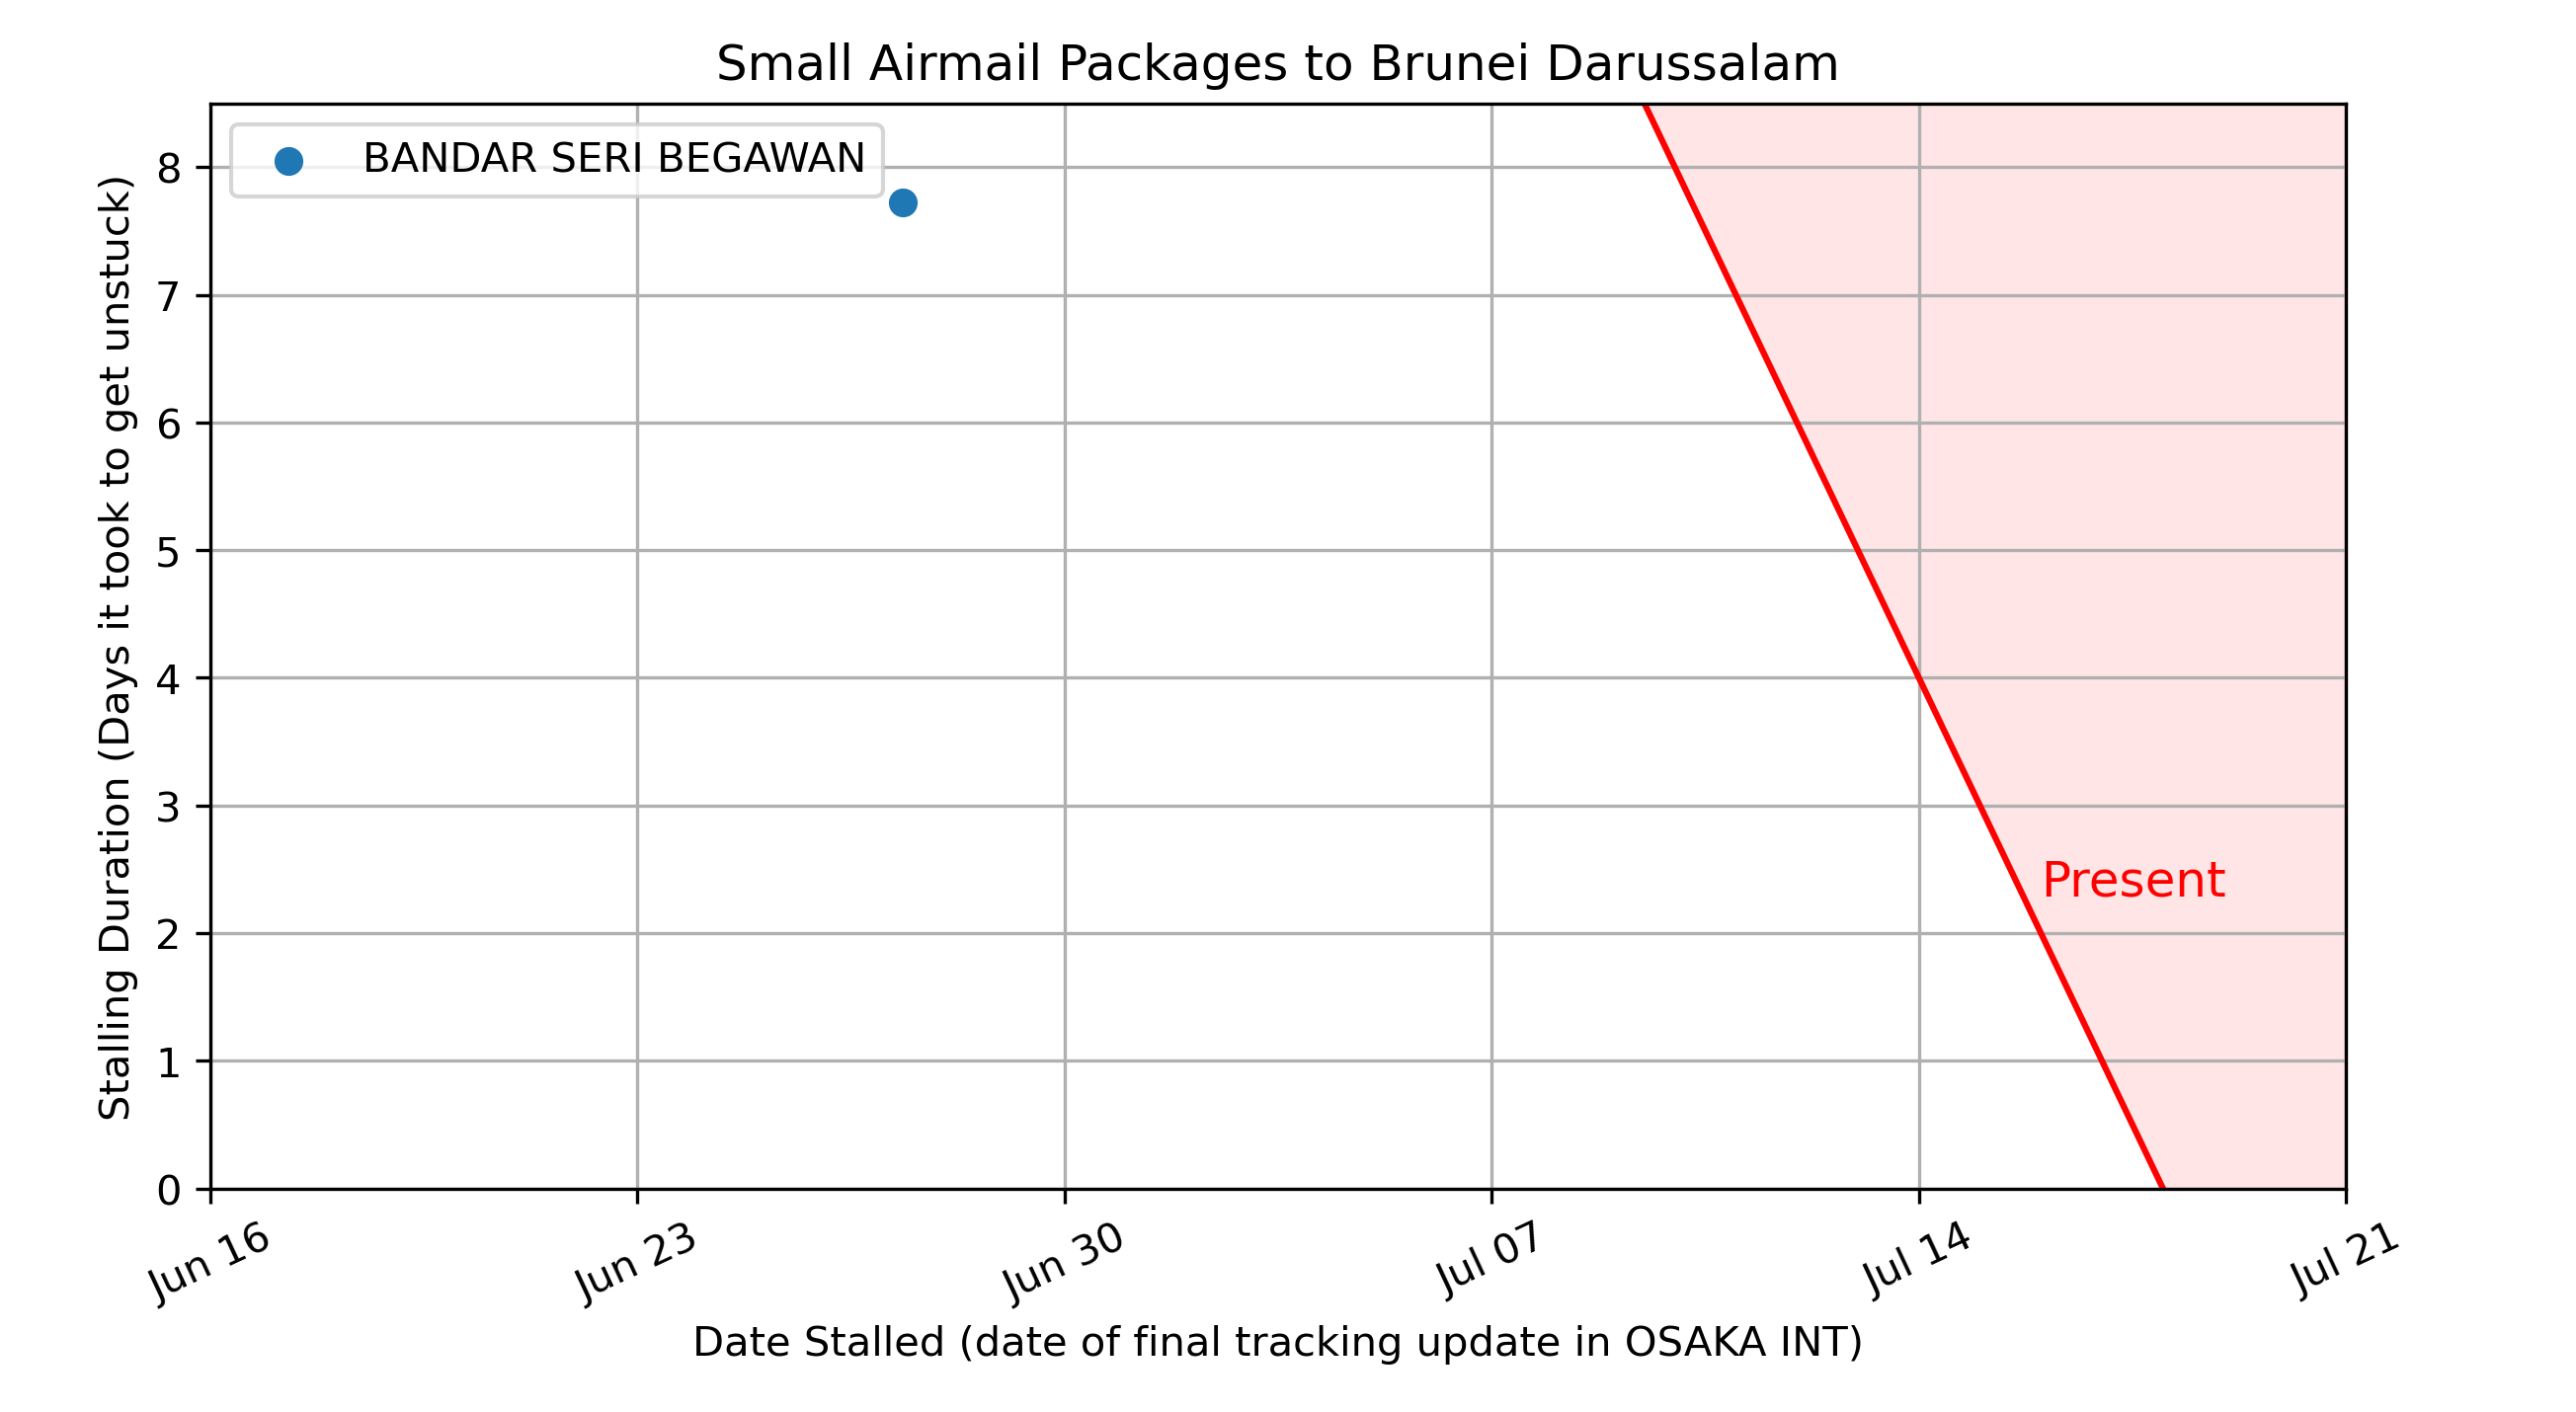 Small Airmail Packages to Brunei Darussalam
BANDAR SERI BEGAWAN
Stalling Duration (Days it took to get unstuck)
8
7
6
5
4
3
2
1
0
Present
Jun 16
Jun 23
Jun 30
Jul 07
Jul 14
Jul 21
Date Stalled (date of final tracking update in OSAKA INT)